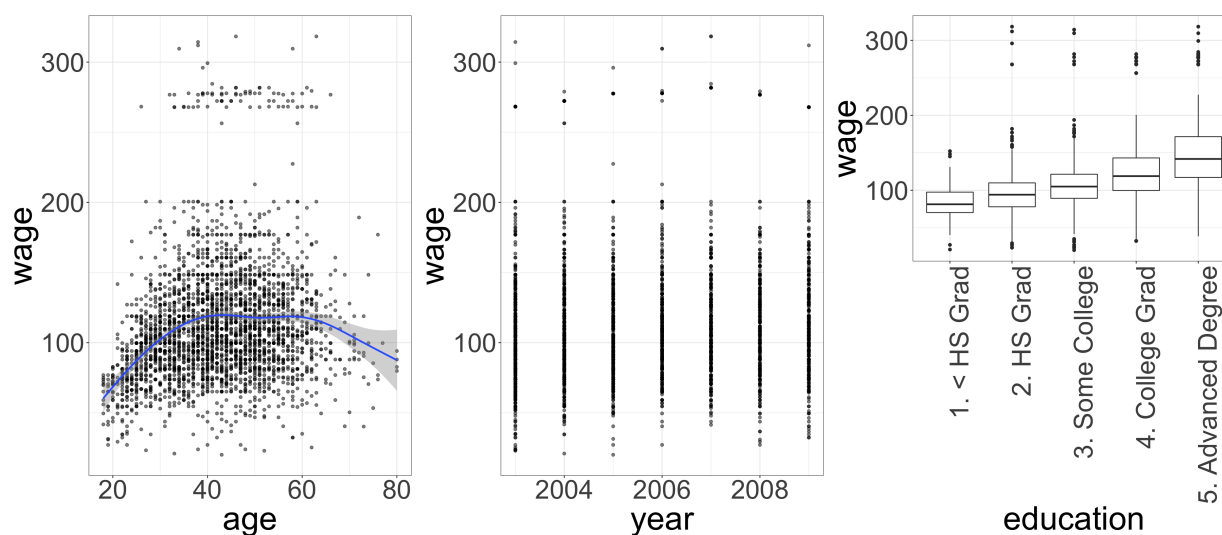 300
200
100
wage
20 40 60 80
age
300
200
100
wage
2004 2006 2008
year
300
200
100
wage
1. < HS Grad
2. HS Grad
3. Some College
4. College Grad
5. Advanced Degree
education